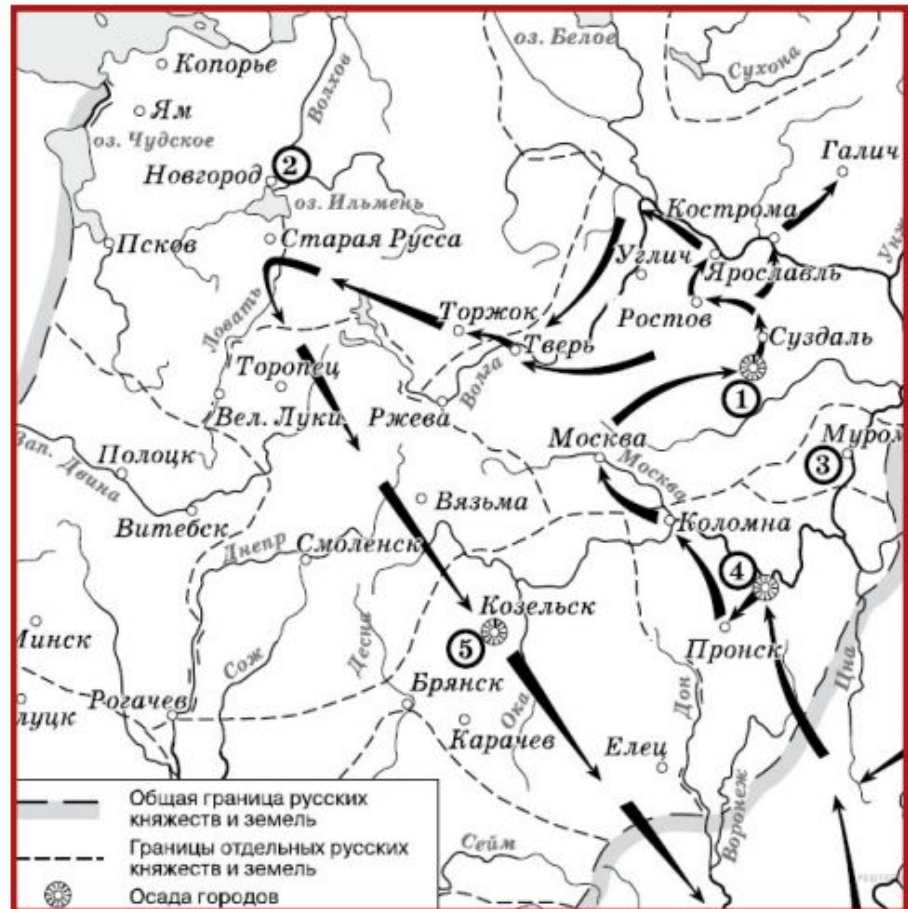 оз. Белое
Сухона
Копорье
Волхов
Ям
оз. Чудское
Галич
2
Новгород
оз. Ильмень
Кострома
Старая Русса
Псков
Углич
Ярославль
Ловать
Торжок
Ростов
Суздаль
Тверь
Торопец
Волга
1
Вел. Луки
Ржева
Москва
Муром
Зап. Двина
Полоцк
Москва
3
Вязьма
Коломна
Витебск
Днепр
Смоленск
4
Козельск
Десна
Пронск
Цна
Сож
5
Брянск
Дон
Рогачев
Ока
Карачев
Елец
Воронеж
Сейм
Общая граница русских
княжеств и земель
Границы отдельных русских
княжеств и земель
Осада городов